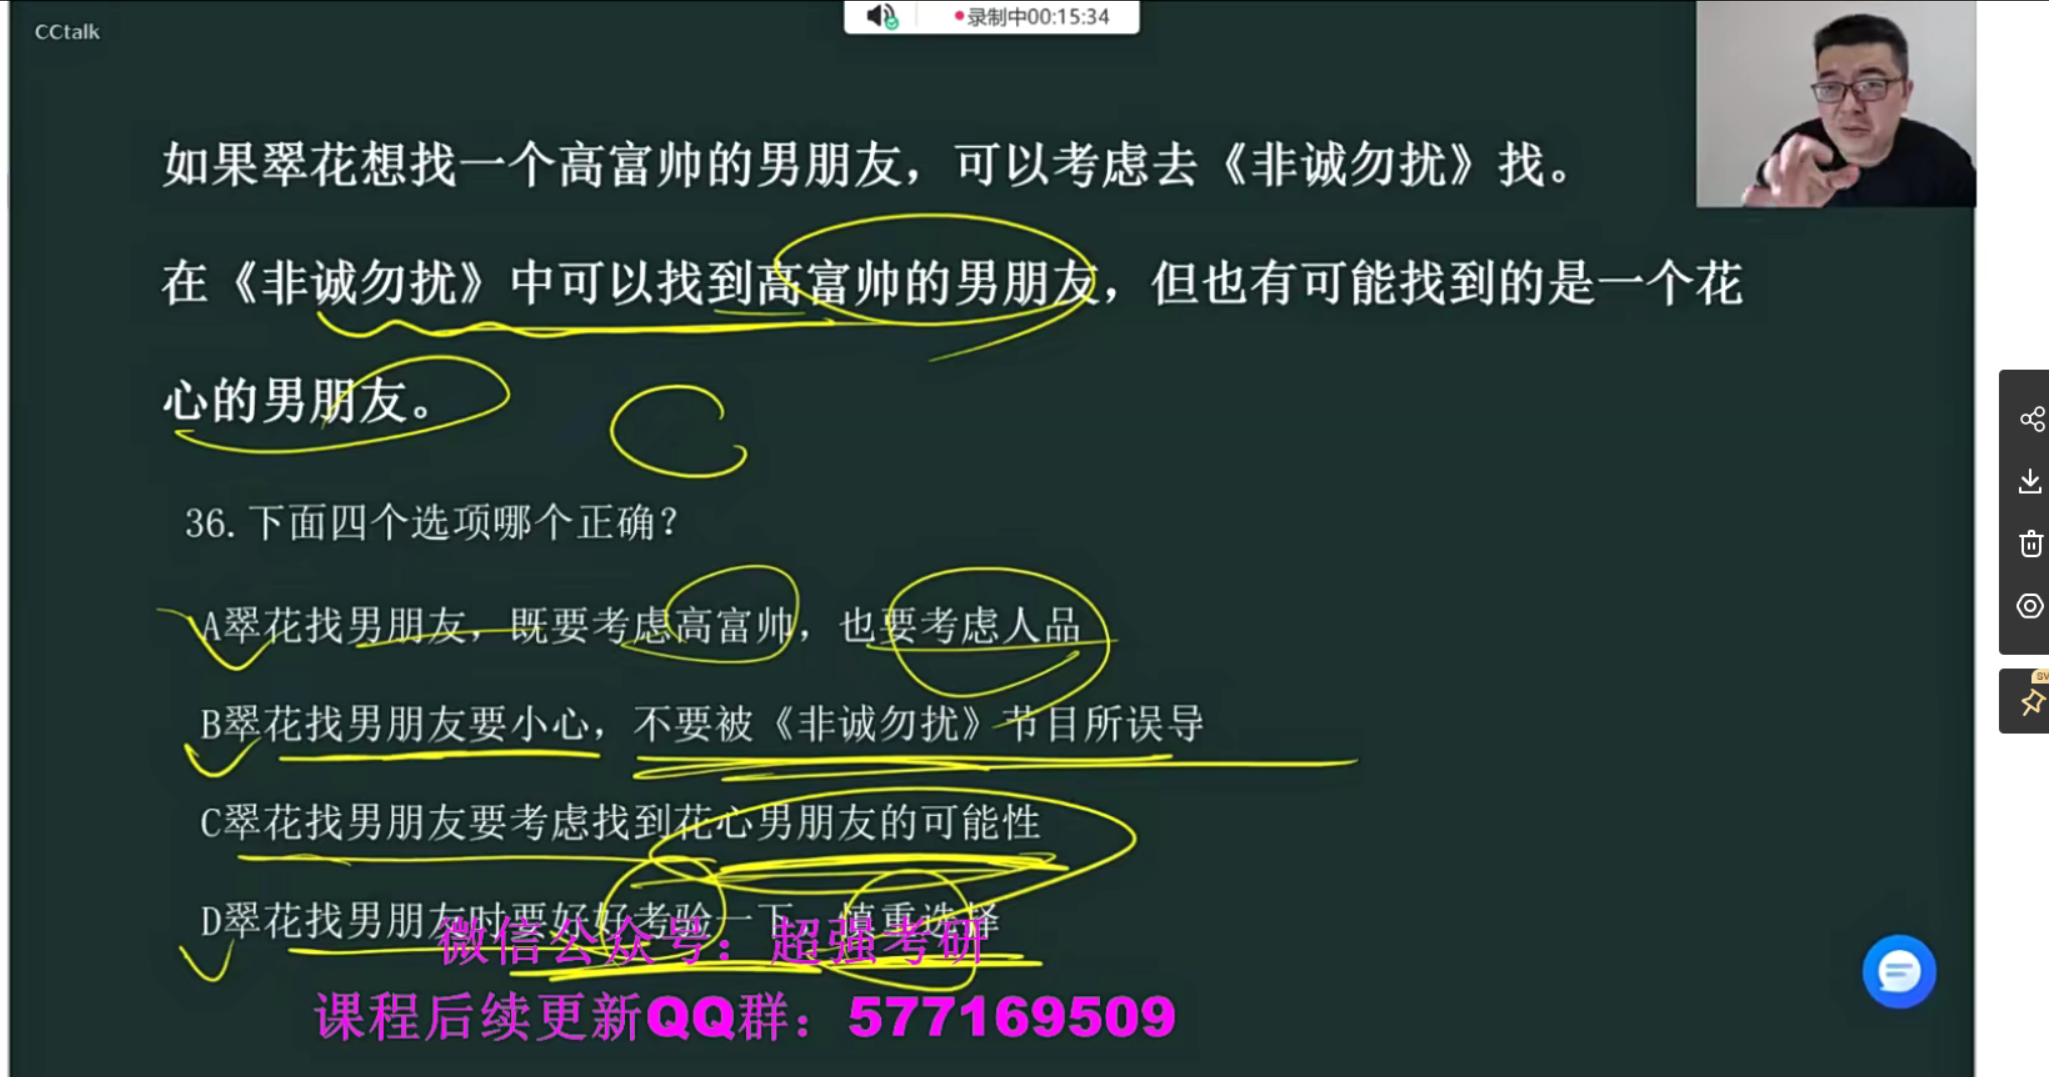 CCtalk
录制中00:15:34
如果翠花想找一个高富帅的男朋友，可以考虑去《非诚勿扰》找。
在《非诚勿扰》中可以找到高富帅的男朋友，但也有可能找到的是一个花
心的男朋友。
C
36.下面四个选项哪个正确？
A翠花找男朋友，既要考虑高富帅，也要考虑人品
B翠花找男朋友要小心，不要被《非诚勿扰》节目所误导
C翠花找男朋友要考虑找到花心男朋友的可能性
D翠花找男朋友时要好好考验一下，慎重选择
微信公众号：超强考研
课程后续更新QQ群：577169509
SV